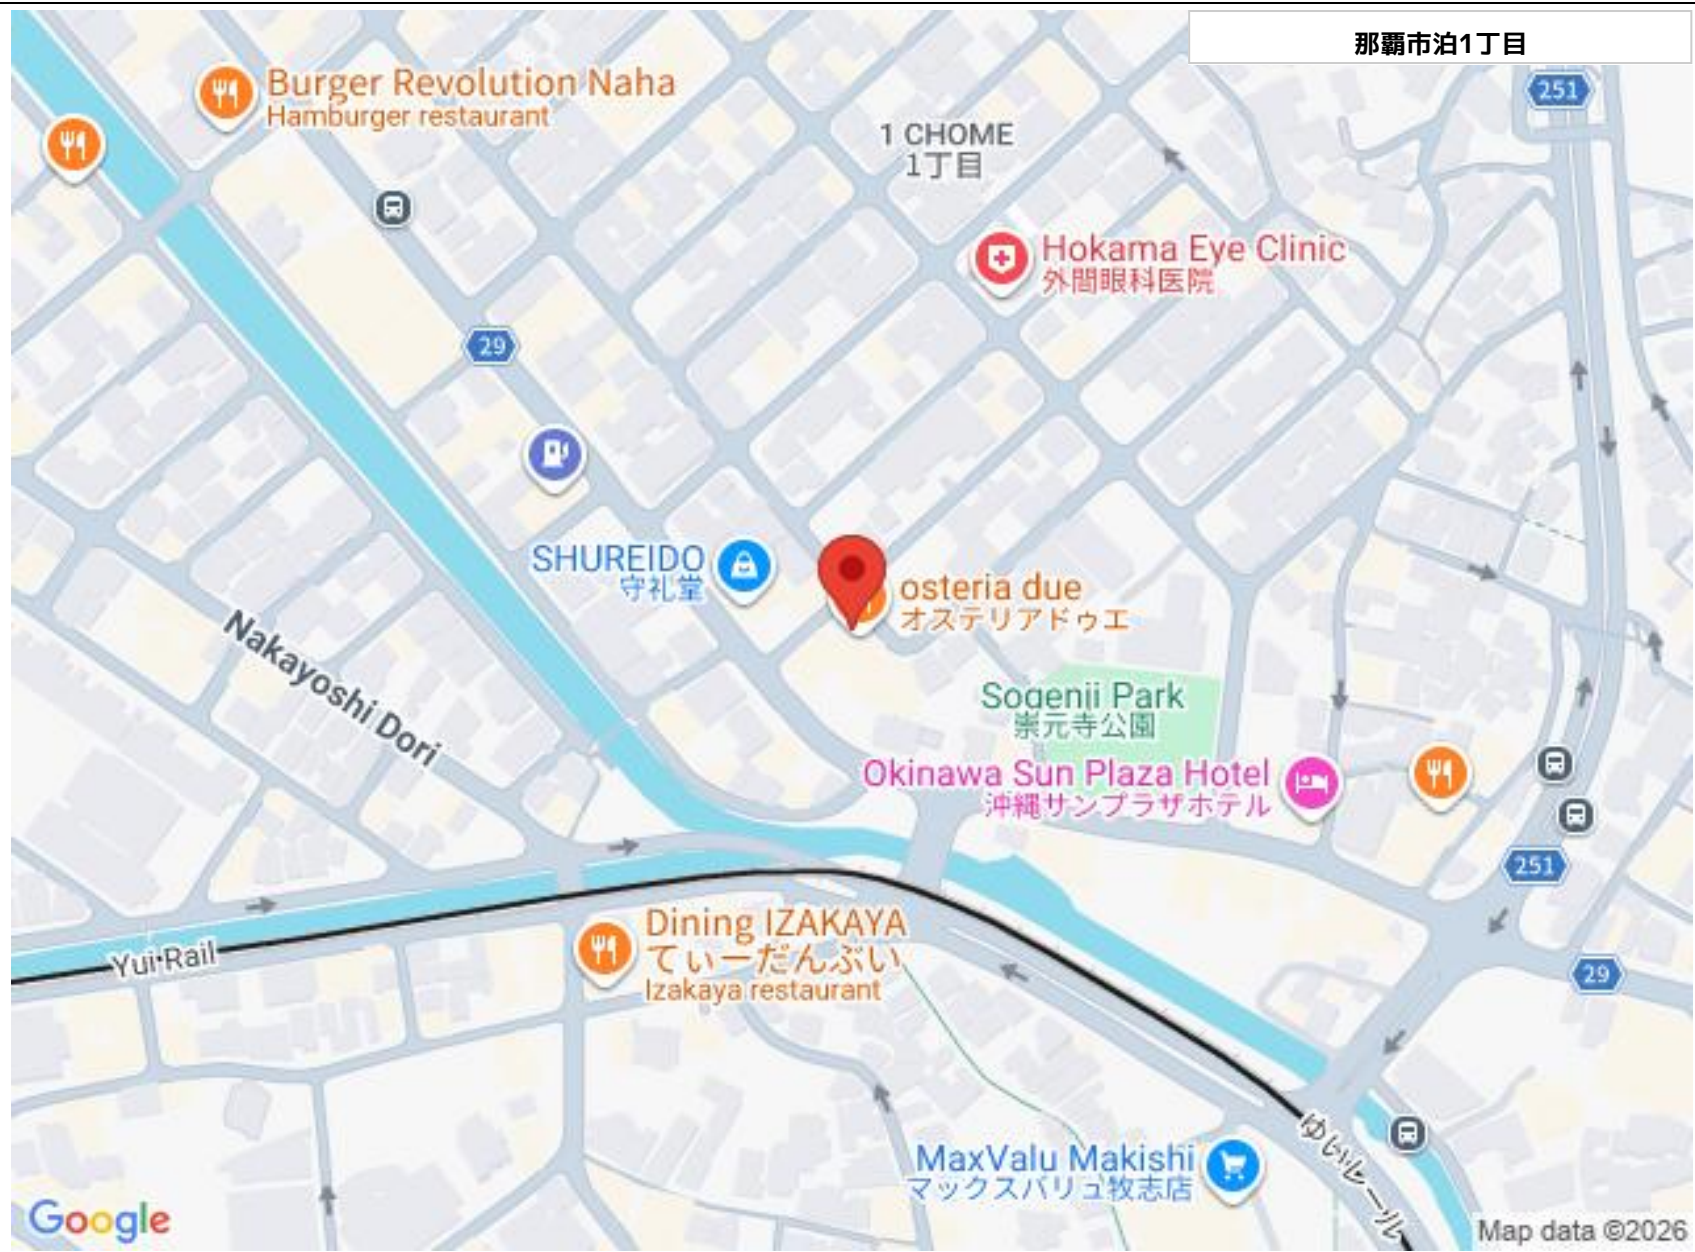 那覇市泊1丁目
251
Burger Revolution Naha
Hamburger restaurant
1 CHOME
1丁目
Hokama Eye Clinic
外間眼科医院
29
SHUREIDO
守礼堂
osteria due
オステリアドゥエ
Nakayoshi Dori
Sogenji Park
崇元寺公園
Okinawa Sun Plaza Hotel
沖縄サンプラザホテル
251
Dining IZAKAYA
てぃーだんぶい
Izakaya restaurant
Yui Rail
29
ゆいレール
MaxValu Makishi
マックスバリュ牧志店
Google
Map data ©2026